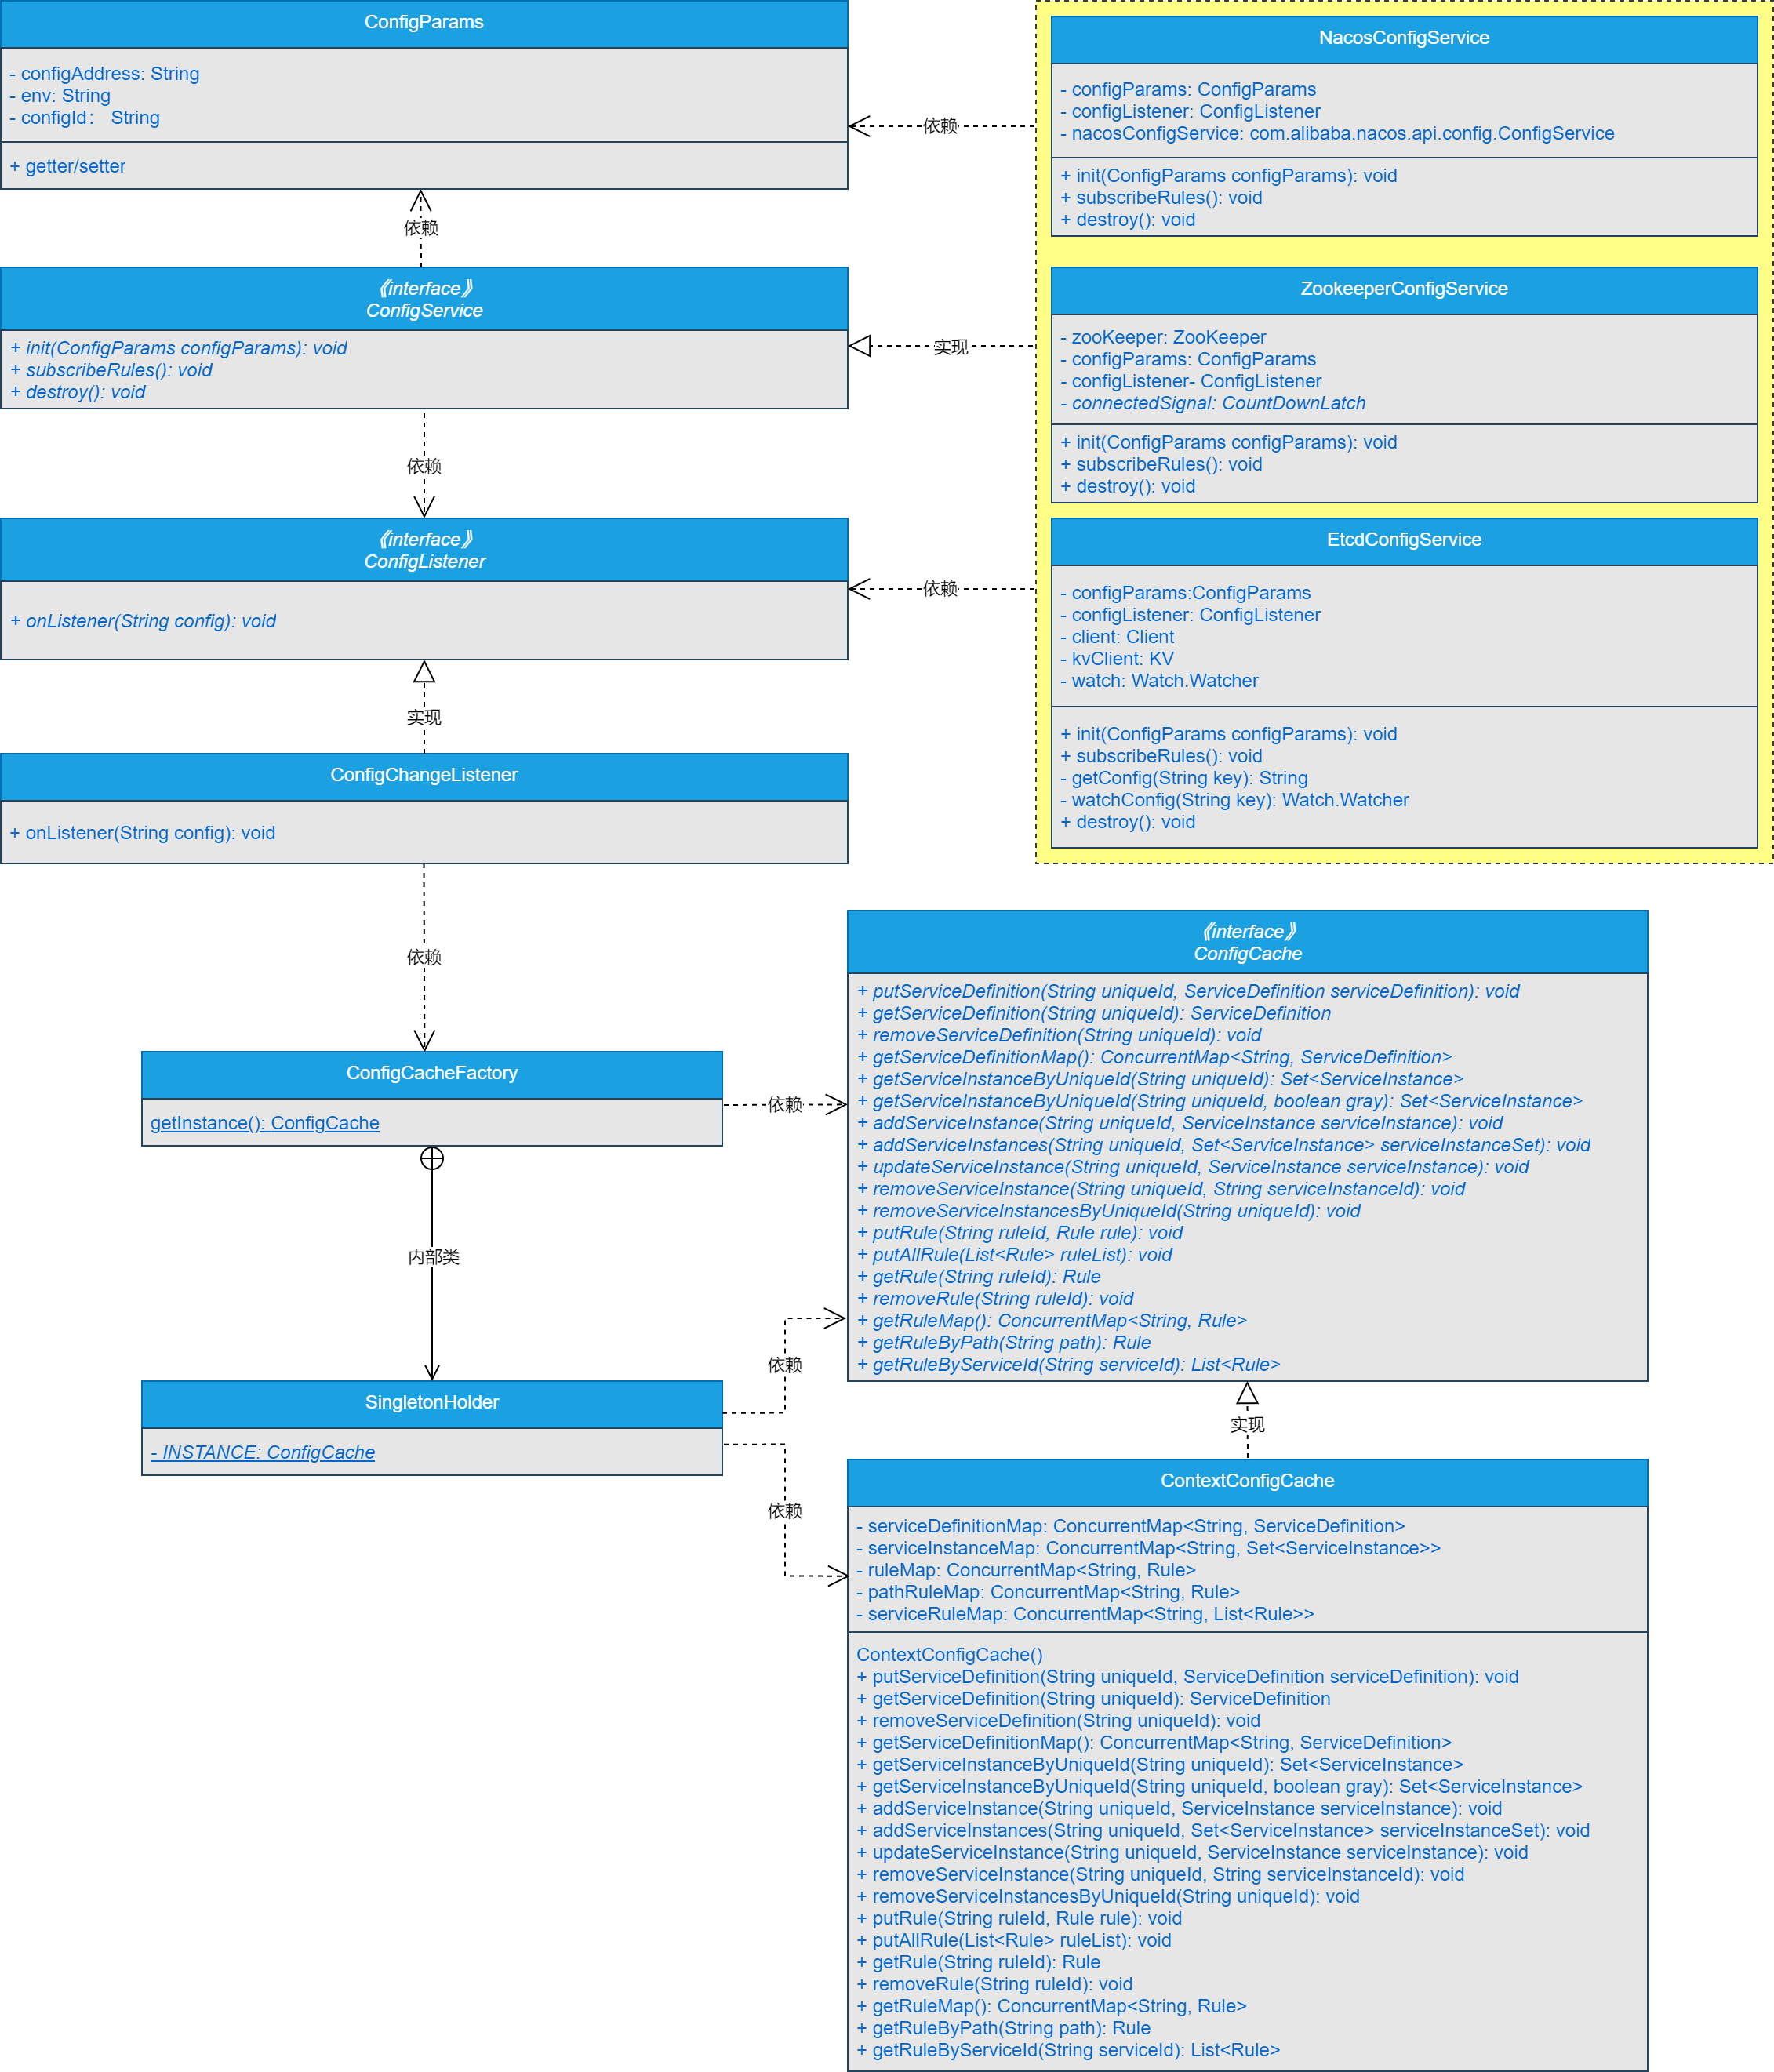 ConfigParams
- configAddress: String
- env: String
- configId： String
+ getter/setter
依赖
《interface》
ConfigService
+ init(ConfigParams configParams): void
+ subscribeRules(): void
+ destroy(): void
依赖
《interface》
ConfigListener
+ onListener(String config): void
实现
ConfigChangeListener
+ onListener(String config): void
依赖
ConfigCacheFactory
getInstance(): ConfigCache
内部类
SingletonHolder
- INSTANCE: ConfigCache
依赖
实现
依赖
NacosConfigService
- configParams: ConfigParams
- configListener: ConfigListener
- nacosConfigService: com.alibaba.nacos.api.config.ConfigService
+ init(ConfigParams configParams): void
+ subscribeRules(): void
+ destroy(): void
ZookeeperConfigService
- zooKeeper: ZooKeeper
- configParams: ConfigParams
- configListener- ConfigListener
- connectedSignal: CountDownLatch
+ init(ConfigParams configParams): void
+ subscribeRules(): void
+ destroy(): void
EtcdConfigService
- configParams:ConfigParams
- configListener: ConfigListener
- client: Client
- kvClient: KV
- watch: Watch.Watcher
+ init(ConfigParams configParams): void
+ subscribeRules(): void
- getConfig(String key): String
- watchConfig(String key): Watch.Watcher
+ destroy(): void
依赖
依赖
依赖
《interface》
ConfigCache
+ putServiceDefinition(String uniqueId, ServiceDefinition serviceDefinition): void
+ getServiceDefinition(String uniqueId): ServiceDefinition
+ removeServiceDefinition(String uniqueId): void
+ getServiceDefinitionMap(): ConcurrentMap<String, ServiceDefinition>
+ getServiceInstanceByUniqueId(String uniqueId): Set<ServiceInstance>
+ getServiceInstanceByUniqueId(String uniqueId, boolean gray): Set<ServiceInstance>
+ addServiceInstance(String uniqueId, ServiceInstance serviceInstance): void
+ addServiceInstances(String uniqueId, Set<ServiceInstance> serviceInstanceSet): void
+ updateServiceInstance(String uniqueId, ServiceInstance serviceInstance): void
+ removeServiceInstance(String uniqueId, String serviceInstanceId): void
+ removeServiceInstancesByUniqueId(String uniqueId): void
+ putRule(String ruleId, Rule rule): void
+ putAllRule(List<Rule> ruleList): void
+ getRule(String ruleId): Rule
+ removeRule(String ruleId): void
+ getRuleMap(): ConcurrentMap<String, Rule>
+ getRuleByPath(String path): Rule
+ getRuleByServiceId(String serviceId): List<Rule>
实现
ContextConfigCache
- serviceDefinitionMap: ConcurrentMap<String, ServiceDefinition>
- serviceInstanceMap: ConcurrentMap<String, Set<ServiceInstance>>
- ruleMap: ConcurrentMap<String, Rule>
- pathRuleMap: ConcurrentMap<String, Rule>
- serviceRuleMap: ConcurrentMap<String, List<Rule>>
ContextConfigCache()
+ putServiceDefinition(String uniqueId, ServiceDefinition serviceDefinition): void
+ getServiceDefinition(String uniqueId): ServiceDefinition
+ removeServiceDefinition(String uniqueId): void
+ getServiceDefinitionMap(): ConcurrentMap<String, ServiceDefinition>
+ getServiceInstanceByUniqueId(String uniqueId): Set<ServiceInstance>
+ getServiceInstanceByUniqueId(String uniqueId, boolean gray): Set<ServiceInstance>
+ addServiceInstance(String uniqueId, ServiceInstance serviceInstance): void
+ addServiceInstances(String uniqueId, Set<ServiceInstance> serviceInstanceSet): void
+ updateServiceInstance(String uniqueId, ServiceInstance serviceInstance): void
+ removeServiceInstance(String uniqueId, String serviceInstanceId): void
+ removeServiceInstancesByUniqueId(String uniqueId): void
+ putRule(String ruleId, Rule rule): void
+ putAllRule(List<Rule> ruleList): void
+ getRule(String ruleId): Rule
+ removeRule(String ruleId): void
+ getRuleMap(): ConcurrentMap<String, Rule>
+ getRuleByPath(String path): Rule
+ getRuleByServiceId(String serviceId): List<Rule>